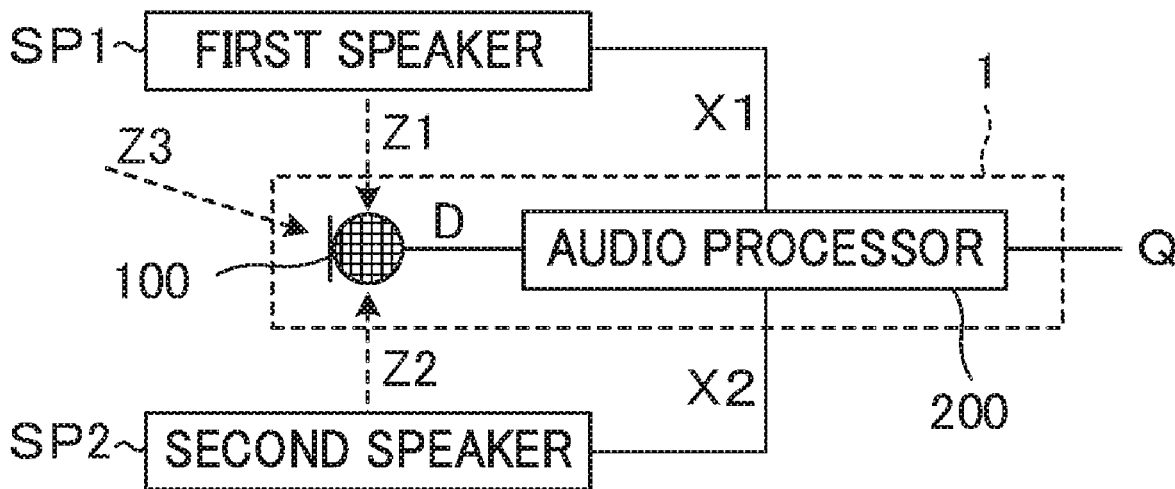 SP1 FIRST SPEAKER
1
X1
Z1
Z3
D
AUDIO PROCESSOR Q
100
Z2
X2
200
SP2 SECOND SPEAKER